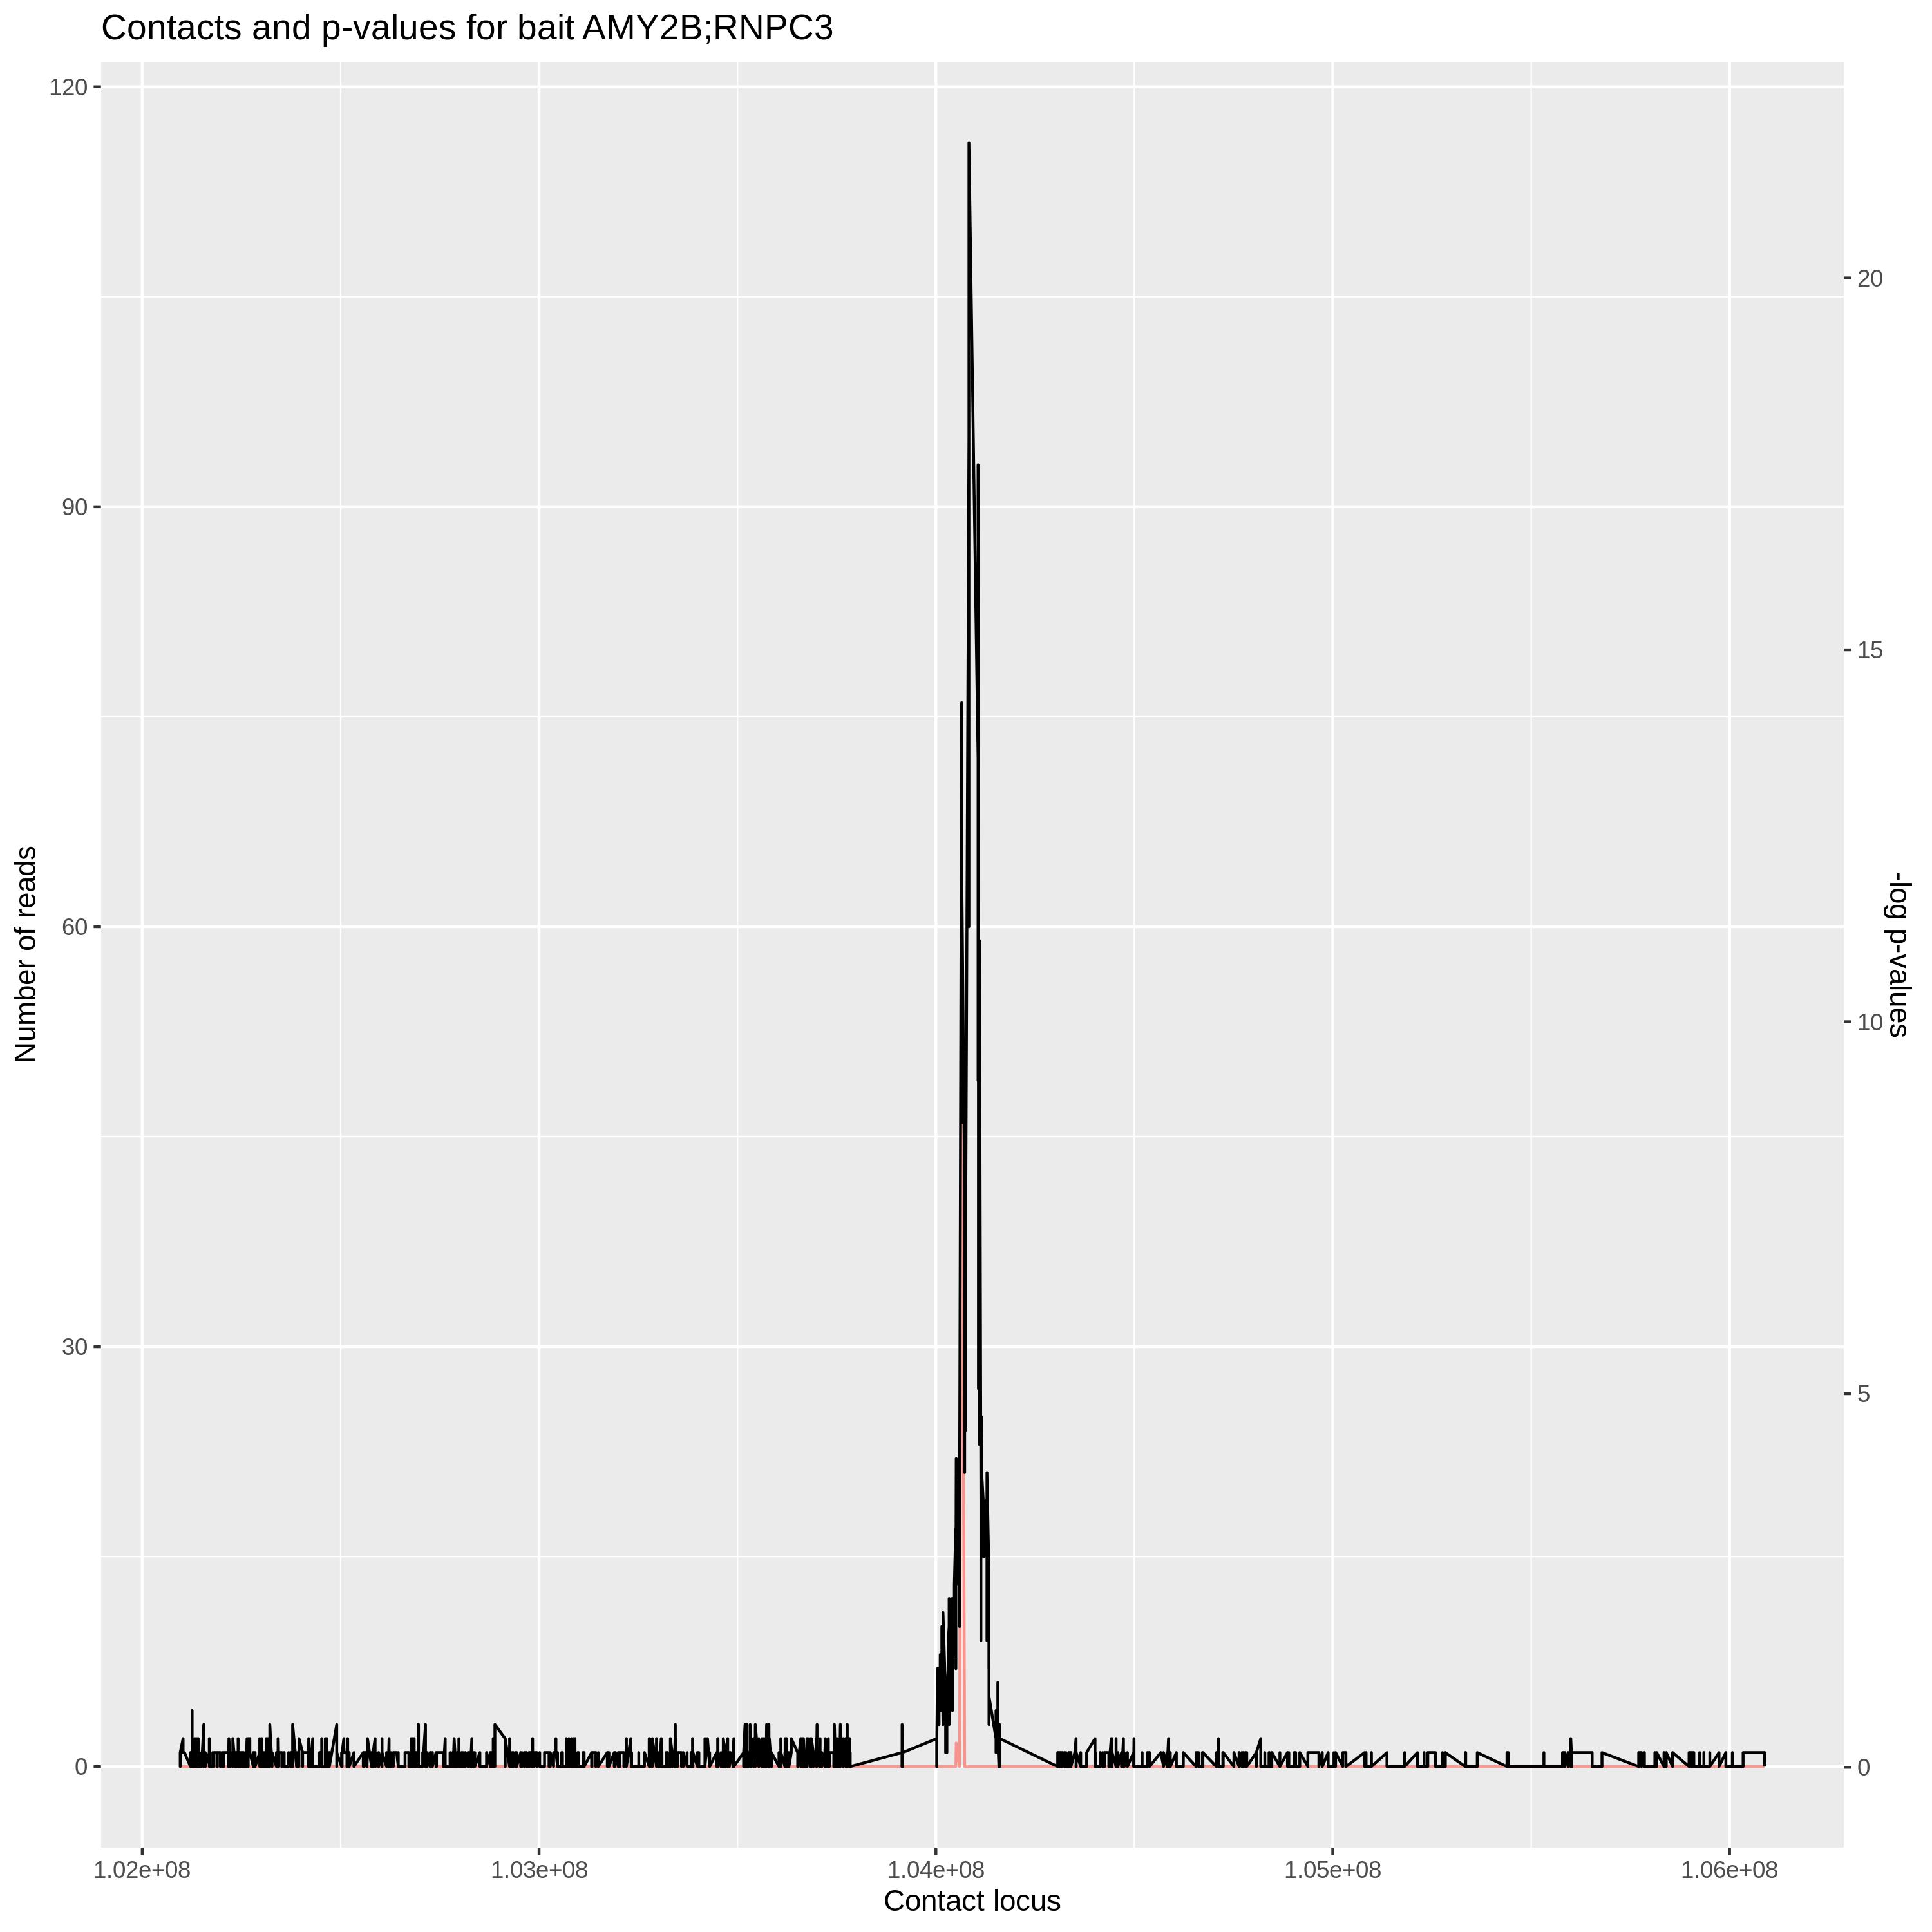 Contacts and p-values for bait AMY2B;RNPC3
120
90
60
30
0
Number of reads
20
15
10
5
0
-log p-values
1.02e+08 1.03e+08 1.04e+08 1.05e+08 1.06e+08
Contact locus